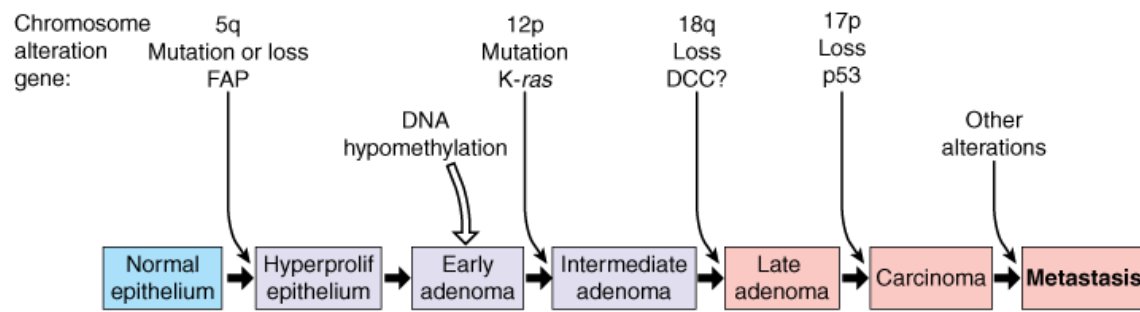 Chromosome
alteration
gene:
5q
Mutation or loss
FAP
12p
Mutation
K-ras
18q
Loss
DCC?
17p
Loss
p53
DNA
hypomethylation
Other
alterations
Normal
epithelium
Hyperprolif
epithelium
Early
adenoma
Intermediate
adenoma
Late
adenoma
Carcinoma
Metastasis